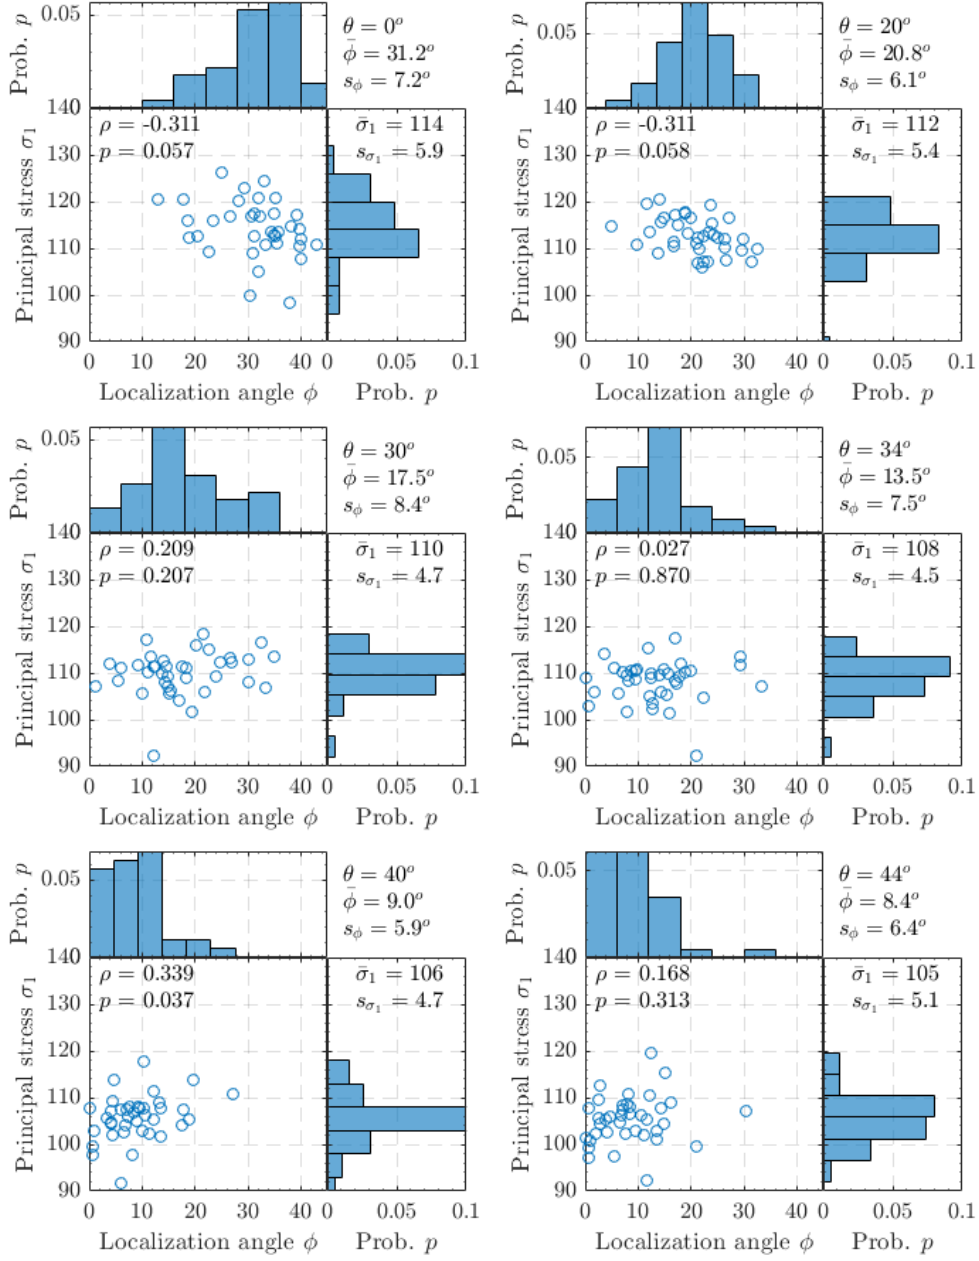 0.05
Prob. p
θ = 0°
ϕ̄ = 31.2°
s_ϕ = 7.2°
140
130
120
110
100
90
Principal stress σ₁
ρ = -0.311
p = 0.057
σ̄₁ = 114
s_σ₁ = 5.9
0 10 20 30 40
0 0.05 0.1
Localization angle ϕ
Prob. p
0.05
Prob. p
θ = 20°
ϕ̄ = 20.8°
s_ϕ = 6.1°
140
130
120
110
100
90
Principal stress σ₁
ρ = -0.311
p = 0.058
σ̄₁ = 112
s_σ₁ = 5.4
0 10 20 30 40
0 0.05 0.1
Localization angle ϕ
Prob. p
0.05
Prob. p
θ = 30°
ϕ̄ = 17.5°
s_ϕ = 8.4°
140
130
120
110
100
90
Principal stress σ₁
ρ = 0.209
p = 0.207
σ̄₁ = 110
s_σ₁ = 4.7
0 10 20 30 40
0 0.05 0.1
Localization angle ϕ
Prob. p
0.05
Prob. p
θ = 34°
ϕ̄ = 13.5°
s_ϕ = 7.5°
140
130
120
110
100
90
Principal stress σ₁
ρ = 0.027
p = 0.870
σ̄₁ = 108
s_σ₁ = 4.5
0 10 20 30 40
0 0.05 0.1
Localization angle ϕ
Prob. p
0.05
Prob. p
θ = 40°
ϕ̄ = 9.0°
s_ϕ = 5.9°
140
130
120
110
100
90
Principal stress σ₁
ρ = 0.339
p = 0.037
σ̄₁ = 106
s_σ₁ = 4.7
0 10 20 30 40
0 0.05 0.1
Localization angle ϕ
Prob. p
0.05
Prob. p
θ = 44°
ϕ̄ = 8.4°
s_ϕ = 6.4°
140
130
120
110
100
90
Principal stress σ₁
ρ = 0.168
p = 0.313
σ̄₁ = 105
s_σ₁ = 5.1
0 10 20 30 40
0 0.05 0.1
Localization angle ϕ
Prob. p